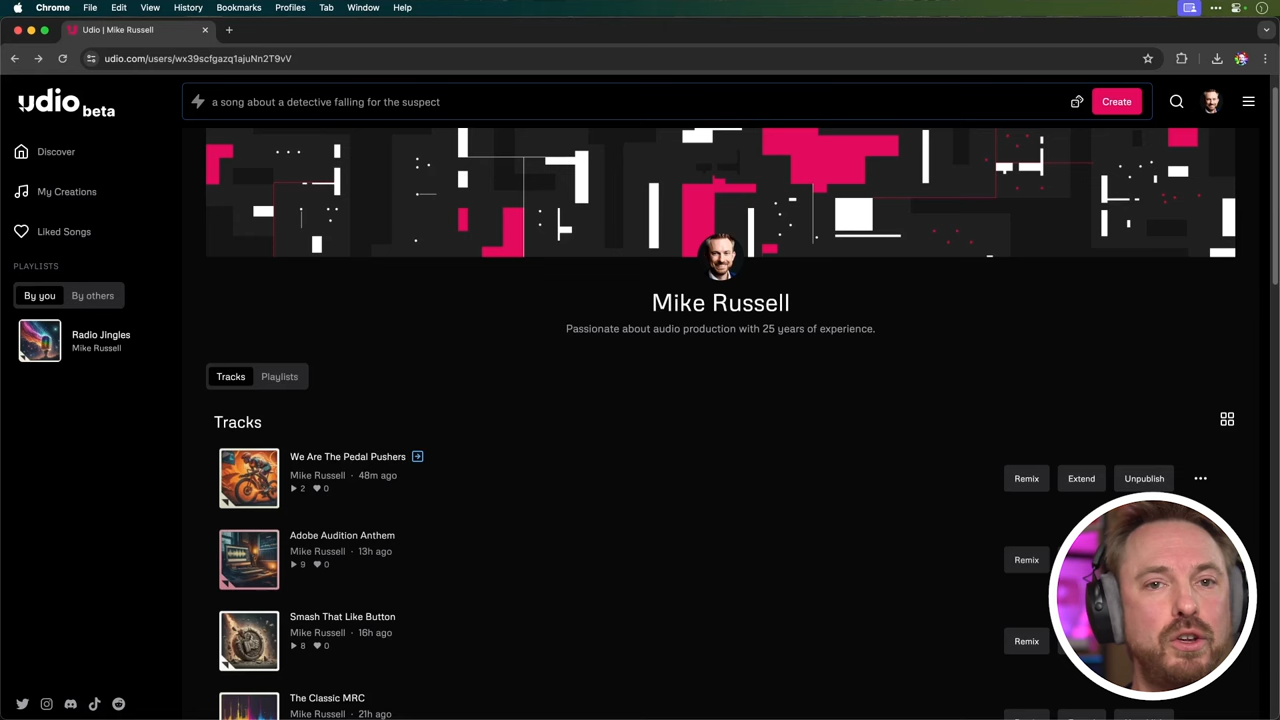 Chrome File Edit View History Bookmarks Profiles Tab Window Help
Udio | Mike Russell
udio.com/users/wx39scfgazq1ajuNn2T9vV
udio beta
a song about a detective falling for the suspect
Create
Discover
My Creations
Liked Songs
PLAYLISTS
By you By others
Radio Jingles
Mike Russell
Mike Russell
Passionate about audio production with 25 years of experience.
Tracks Playlists
Tracks
We Are The Pedal Pushers
Mike Russell · 48m ago
2 0
Remix Extend Unpublish
Adobe Audition Anthem
Mike Russell · 13h ago
9 0
Remix
Smash That Like Button
Mike Russell · 16h ago
8 0
Remix
The Classic MRC
Mike Russell · 21h ago